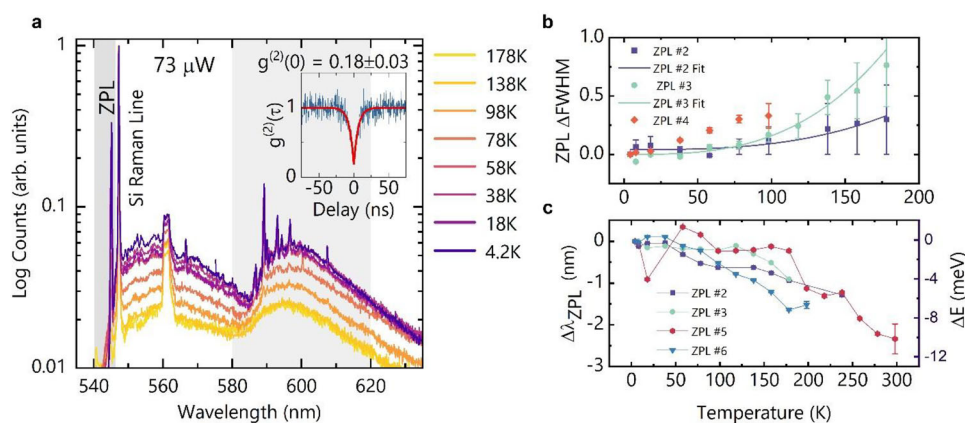 a
73 μW
g(2)(0) = 0.18±0.03
g(2)(τ)
1
0
-50
0
50
Delay (ns)
ZPL
Si Raman Line
Log Counts (arb. units)
1
0.1
0.01
540
560
580
600
620
Wavelength (nm)
178K
138K
98K
78K
58K
38K
18K
4.2K
b
ZPL ΔFWHM
1.0
0.5
0.0
ZPL #2
ZPL #2 Fit
ZPL #3
ZPL #3 Fit
ZPL #4
0
50
100
150
200
c
ΔλZPL (nm)
0
-1
-2
-3
ZPL #2
ZPL #3
ZPL #5
ZPL #6
0
-4
-8
-12
ΔE (meV)
0
50
100
150
200
250
300
Temperature (K)